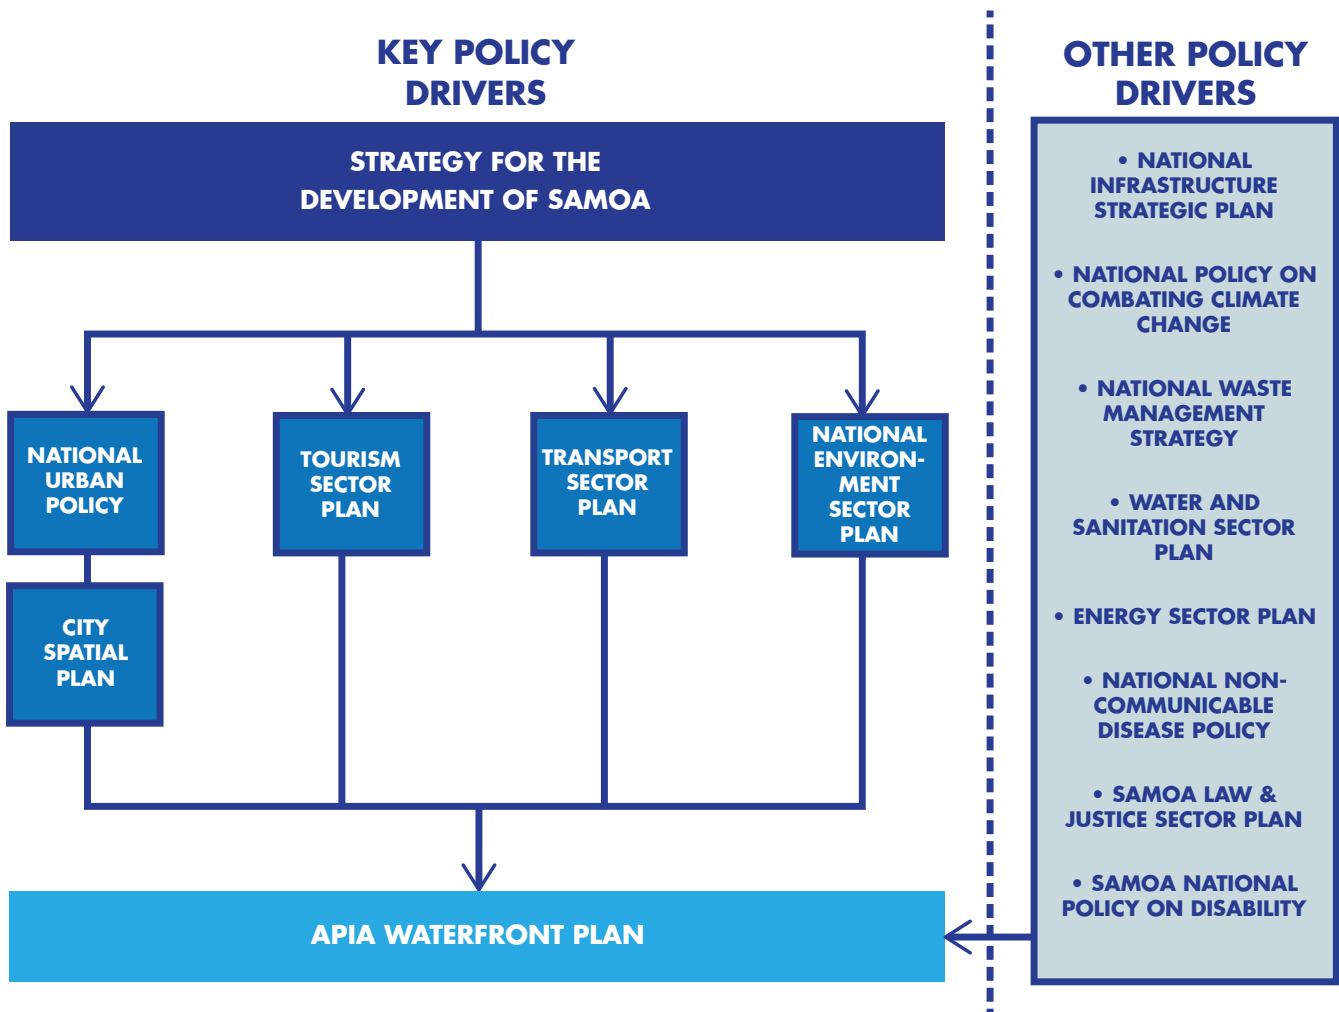 KEY POLICY
DRIVERS
STRATEGY FOR THE
DEVELOPMENT OF SAMOA
NATIONAL
URBAN
POLICY
TOURISM
SECTOR
PLAN
TRANSPORT
SECTOR
PLAN
NATIONAL
ENVIRON-
MENT
SECTOR
PLAN
CITY
SPATIAL
PLAN
APIA WATERFRONT PLAN
OTHER POLICY
DRIVERS
• NATIONAL
INFRASTRUCTURE
STRATEGIC PLAN
• NATIONAL POLICY ON
COMBATING CLIMATE
CHANGE
• NATIONAL WASTE
MANAGEMENT
STRATEGY
• WATER AND
SANITATION SECTOR
PLAN
• ENERGY SECTOR PLAN
• NATIONAL NON-
COMMUNICABLE
DISEASE POLICY
• SAMOA LAW &
JUSTICE SECTOR PLAN
• SAMOA NATIONAL
POLICY ON DISABILITY